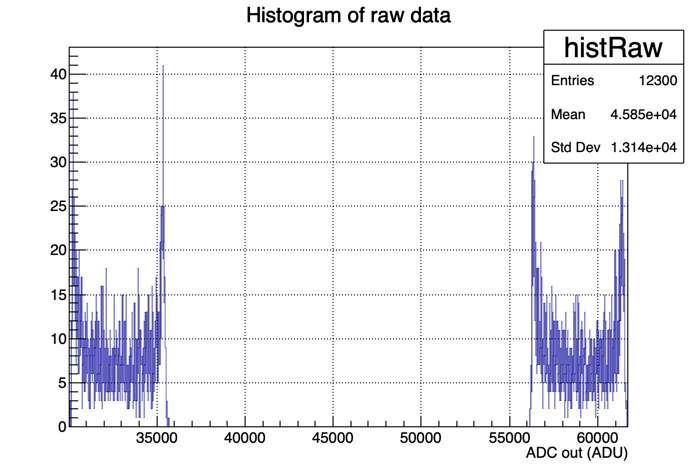 Histogram of raw data
histRaw
Entries 12300
Mean 4.585e+04
Std Dev 1.314e+04
40
35
30
25
20
15
10
5
0
35000 40000 45000 50000 55000 60000
ADC out (ADU)